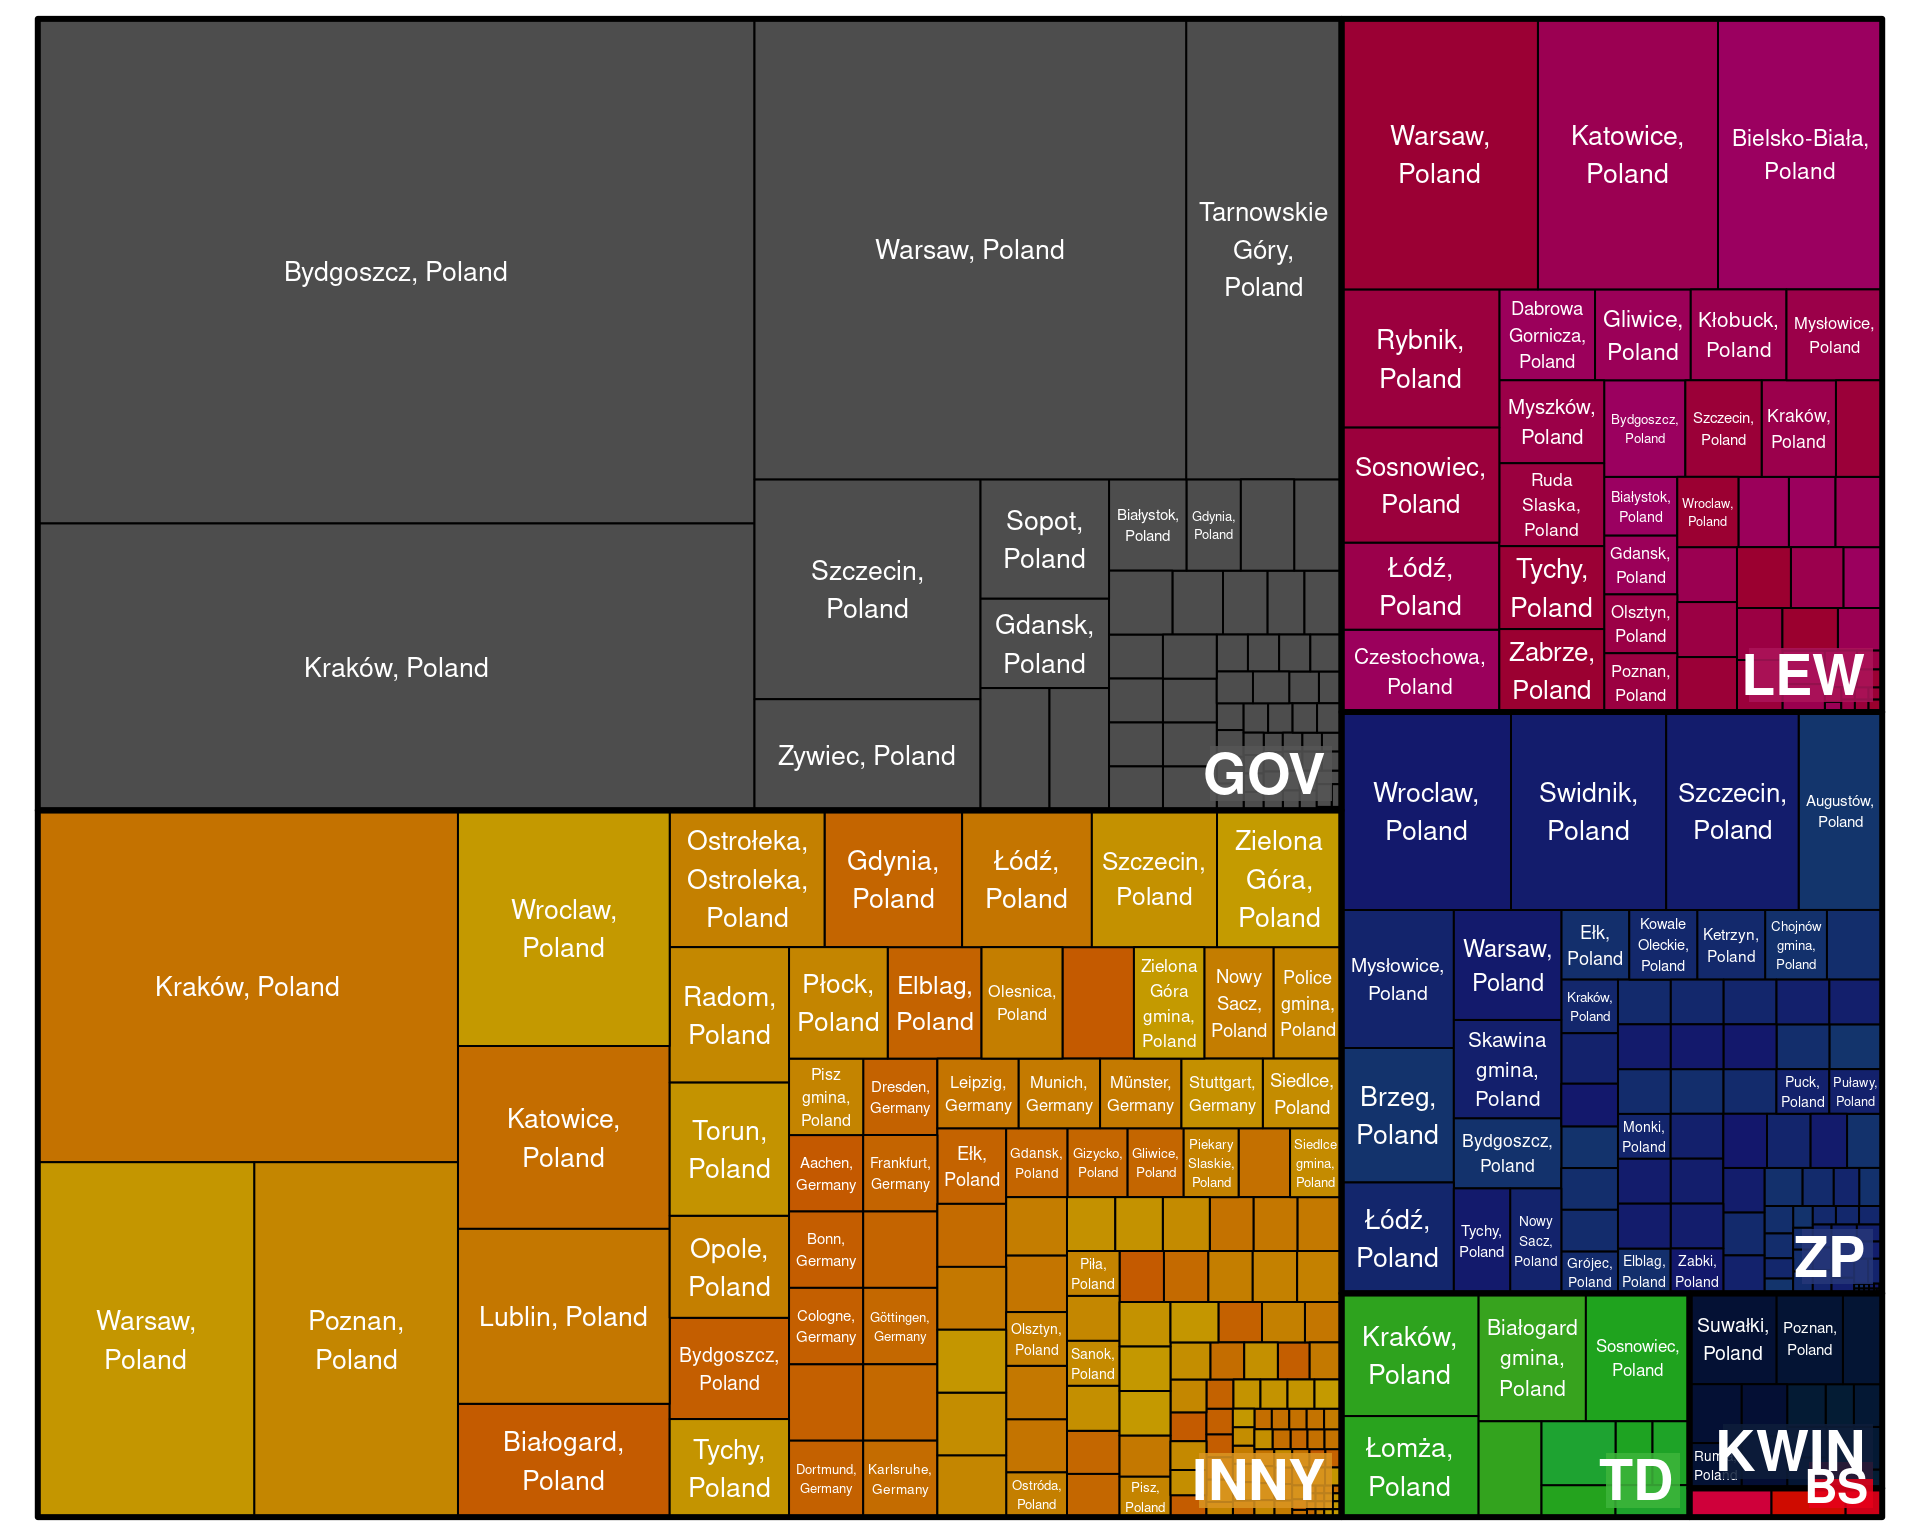 Bydgoszcz, Poland
Kraków, Poland
Warsaw, Poland
Tarnowskie
Góry,
Poland
Szczecin,
Poland
Zywiec, Poland
Sopot,
Poland
Gdansk,
Poland
Białystok,
Poland
Gdynia,
Poland
GOV
Warsaw,
Poland
Katowice,
Poland
Bielsko-Biała,
Poland
Rybnik,
Poland
Sosnowiec,
Poland
Łódź,
Poland
Czestochowa,
Poland
Dabrowa
Gornicza,
Poland
Gliwice,
Poland
Kłobuck,
Poland
Mysłowice,
Poland
Myszków,
Poland
Ruda
Slaska,
Poland
Tychy,
Poland
Zabrze,
Poland
Bydgoszcz,
Poland
Szczecin,
Poland
Kraków,
Poland
Białystok,
Poland
Wroclaw,
Poland
Gdansk,
Poland
Olsztyn,
Poland
Poznan,
Poland
LEW
Kraków, Poland
Warsaw,
Poland
Poznan,
Poland
Wroclaw,
Poland
Katowice,
Poland
Lublin, Poland
Białogard,
Poland
Ostrołeka,
Ostroleka,
Poland
Gdynia,
Poland
Łódź,
Poland
Szczecin,
Poland
Zielona
Góra,
Poland
Radom,
Poland
Torun,
Poland
Opole,
Poland
Bydgoszcz,
Poland
Tychy,
Poland
Płock,
Poland
Elblag,
Poland
Olesnica,
Poland
Zielona
Góra
gmina,
Poland
Nowy
Sacz,
Poland
Police
gmina,
Poland
Pisz
gmina,
Poland
Dresden,
Germany
Leipzig,
Germany
Munich,
Germany
Münster,
Germany
Stuttgart,
Germany
Siedlce,
Poland
Aachen,
Germany
Frankfurt,
Germany
Ełk,
Poland
Gdansk,
Poland
Gizycko,
Poland
Gliwice,
Poland
Piekary
Slaskie,
Poland
Siedlce
gmina,
Poland
Bonn,
Germany
Cologne,
Germany
Göttingen,
Germany
Dortmund,
Germany
Karlsruhe,
Germany
Piła,
Poland
Olsztyn,
Poland
Sanok,
Poland
Ostróda,
Poland
Pisz,
Poland
INNY
Wroclaw,
Poland
Swidnik,
Poland
Szczecin,
Poland
Augustów,
Poland
Mysłowice,
Poland
Brzeg,
Poland
Łódź,
Poland
Warsaw,
Poland
Skawina
gmina,
Poland
Bydgoszcz,
Poland
Tychy,
Poland
Nowy
Sacz,
Poland
Ełk,
Poland
Kowale
Oleckie,
Poland
Ketrzyn,
Poland
Chojnów
gmina,
Poland
Kraków,
Poland
Puck,
Poland
Puławy,
Poland
Monki,
Poland
Grójec,
Poland
Elblag,
Poland
Zabki,
Poland
ZP
Kraków,
Poland
Łomża,
Poland
Białogard
gmina,
Poland
Sosnowiec,
Poland
TD
Suwałki,
Poland
Poznan,
Poland
Poland
KWIN
BS